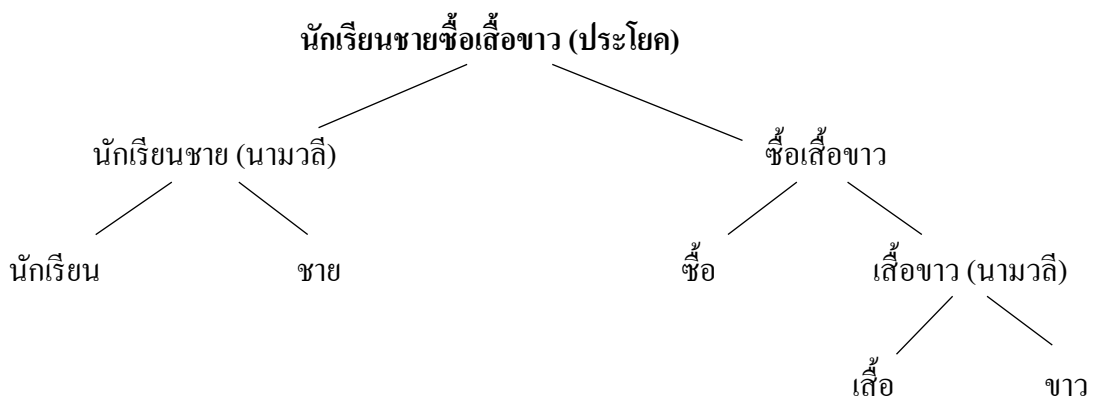 นักเรียนชายซื้อเสื้อขาว (ประโยค)
นักเรียนชาย (นามวลี) ซื้อเสื้อขาว
นักเรียน ชาย ซื้อ เสื้อขาว (นามวลี)
เสื้อ ขาว